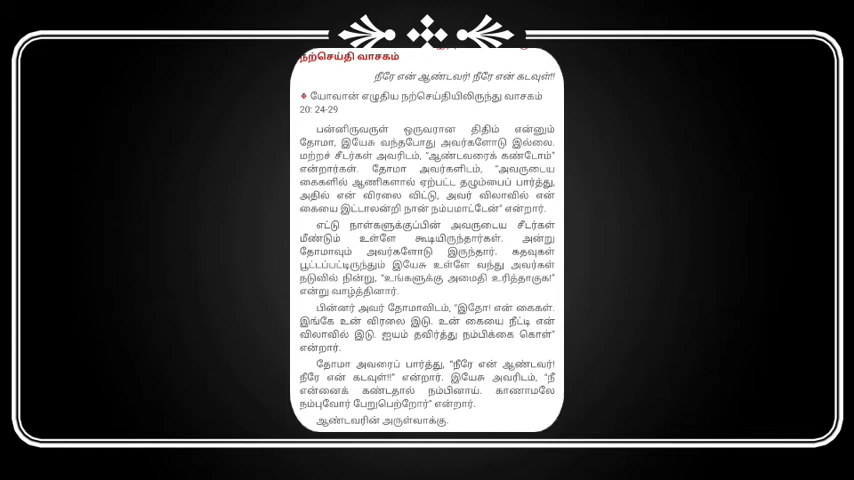 நற்செய்தி வாசகம்
நீரே என் ஆண்டவர்! நீரே என் கடவுள்!!
❖ யோவான் எழுதிய நற்செய்தியிலிருந்து வாசகம்
20: 24-29
பன்னிருவருள் ஒருவரான திதிம் என்னும்
தோமா, இயேசு வந்தபோது அவர்களோடு இல்லை.
மற்றச் சீடர்கள் அவரிடம், “ஆண்டவரைக் கண்டோம்”
என்றார்கள். தோமா அவர்களிடம், “அவருடைய
கைகளில் ஆணிகளால் ஏற்பட்ட தழும்பைப் பார்த்து,
அதில் என் விரலை விட்டு, அவர் விலாவில் என்
கையை இட்டாலன்றி நான் நம்பமாட்டேன்” என்றார்.
எட்டு நாள்களுக்குப்பின் அவருடைய சீடர்கள்
மீண்டும் உள்ளே கூடியிருந்தார்கள். அன்று
தோமாவும் அவர்களோடு இருந்தார். கதவுகள்
பூட்டப்பட்டிருந்தும் இயேசு உள்ளே வந்து அவர்கள்
நடுவில் நின்று, “உங்களுக்கு அமைதி உரித்தாகுக!”
என்று வாழ்த்தினார்.
பின்னர் அவர் தோமாவிடம், “இதோ! என் கைகள்.
இங்கே உன் விரலை இடு. உன் கையை நீட்டி என்
விலாவில் இடு. ஐயம் தவிர்த்து நம்பிக்கை கொள்”
என்றார்.
தோமா அவரைப் பார்த்து, “நீரே என் ஆண்டவர்!
நீரே என் கடவுள்!!” என்றார். இயேசு அவரிடம், “நீ
என்னைக் கண்டதால் நம்பினாய். காணாமலே
நம்புவோர் பேறுபெற்றோர்” என்றார்.
ஆண்டவரின் அருள்வாக்கு.